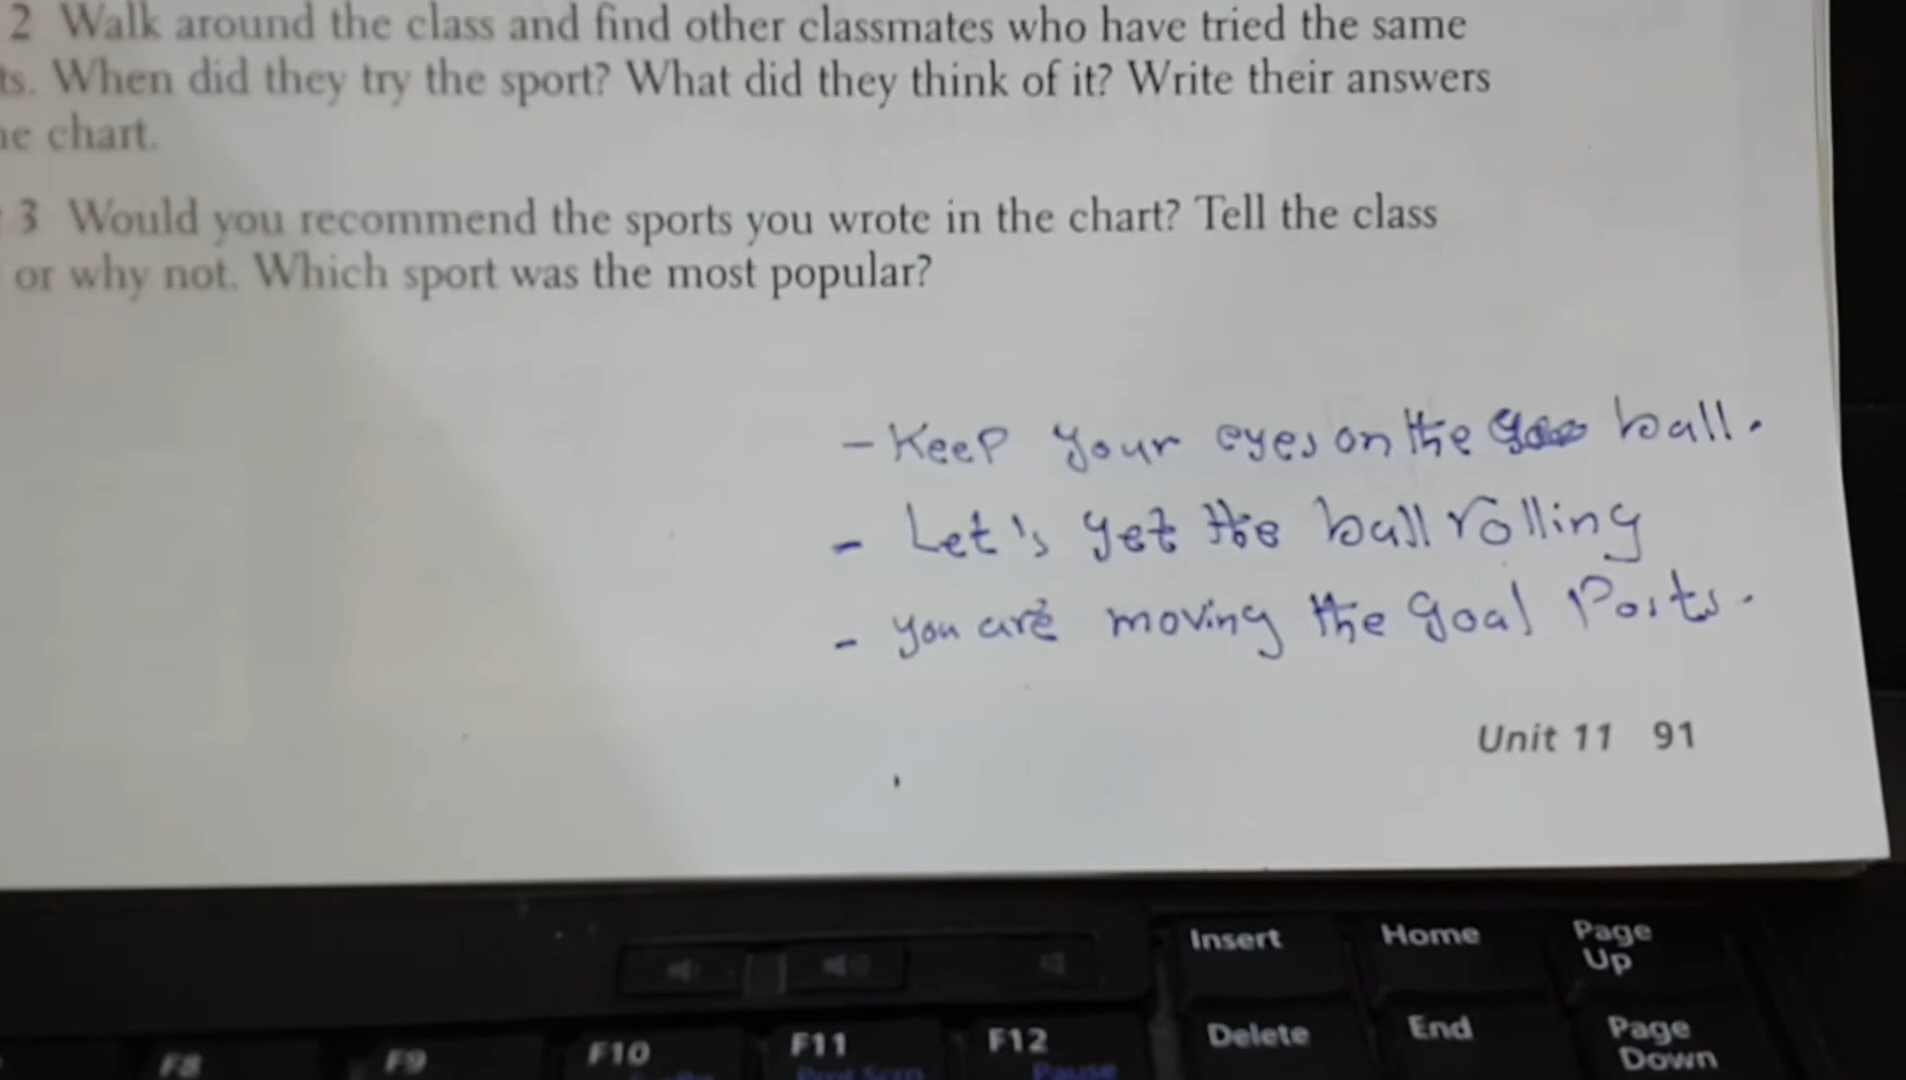 2 Walk around the class and find other classmates who have tried the same
ts. When did they try the sport? What did they think of it? Write their answers
he chart.
3 Would you recommend the sports you wrote in the chart? Tell the class
or why not. Which sport was the most popular?
- Keep your eyes on the ball.
- Let's get the ball rolling
- you are moving the goal Posts.
Unit 11 91
Insert Home Page Up
F8 F9 F10 F11 F12 Delete End Page Down
Prnt Scrn Pause